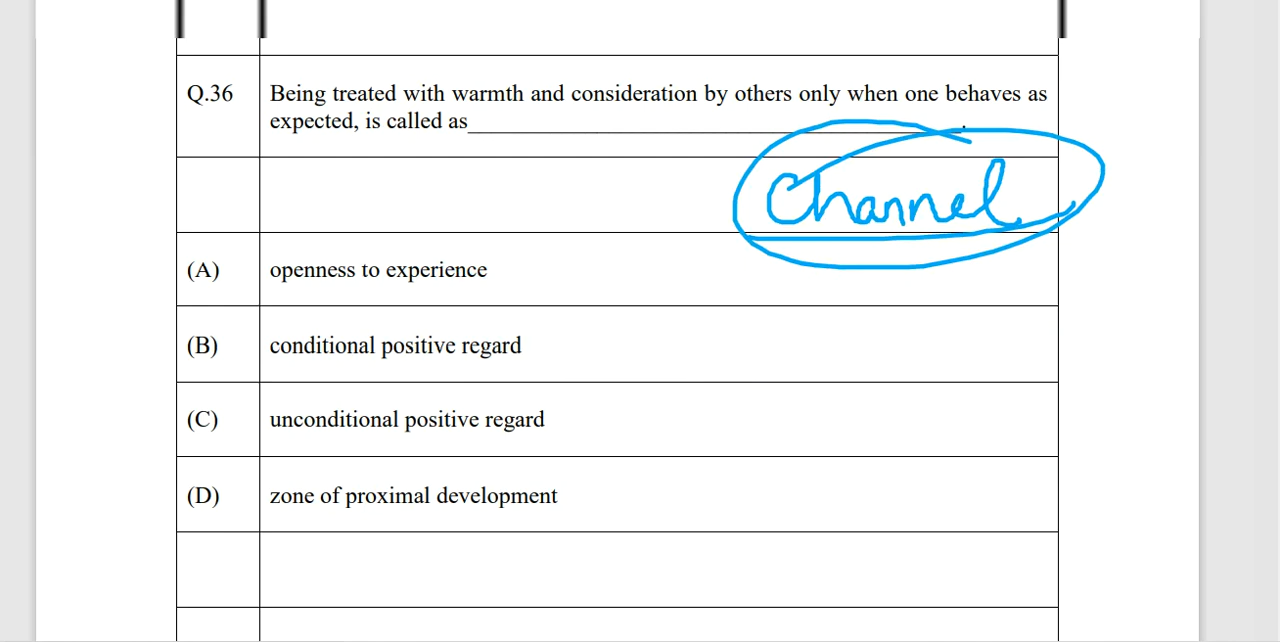 Q.36 Being treated with warmth and consideration by others only when one behaves as
expected, is called as________________________________________.
Channel
(A) openness to experience
(B) conditional positive regard
(C) unconditional positive regard
(D) zone of proximal development